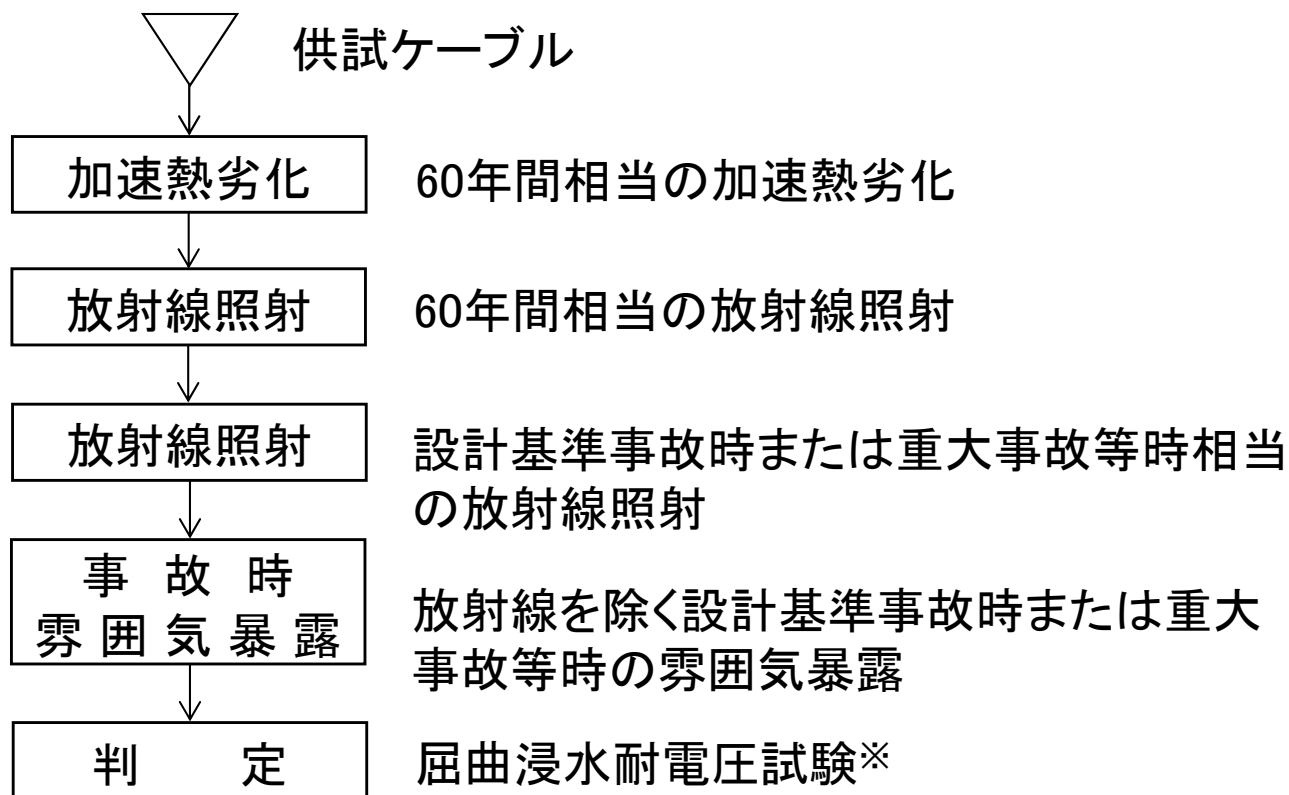 供試ケーブル
加速熱劣化
60年間相当の加速熱劣化
放射線照射
60年間相当の放射線照射
放射線照射
設計基準事故時または重大事故等時相当
の放射線照射
事故時
雰囲気暴露
放射線を除く設計基準事故時または重大
事故等時の雰囲気暴露
判定
屈曲浸水耐電圧試験※